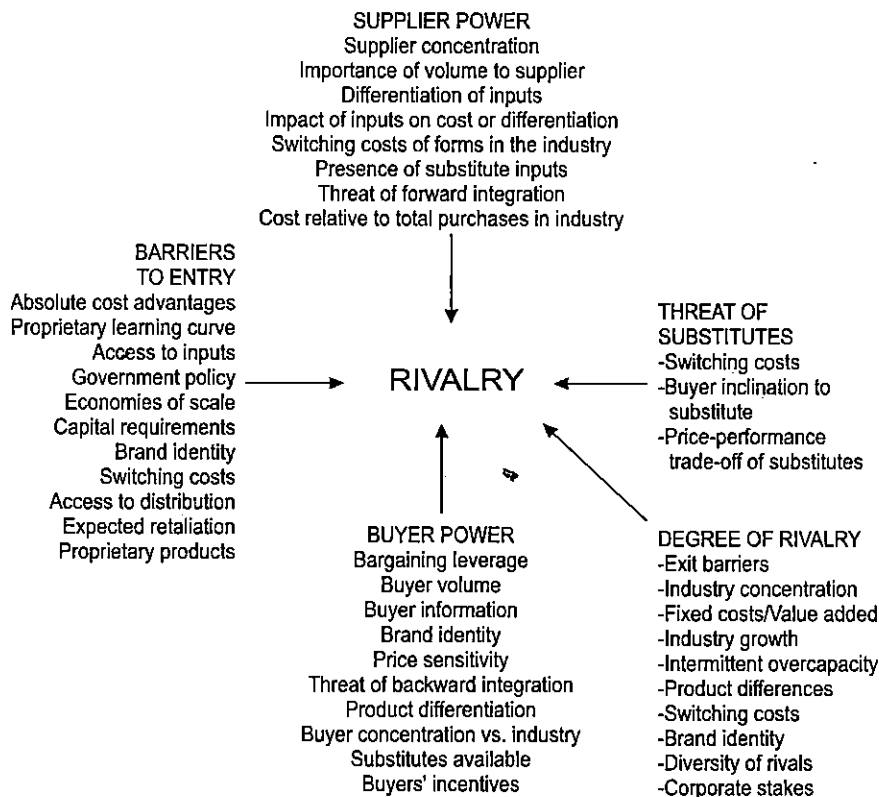 SUPPLIER POWER
Supplier concentration
Importance of volume to supplier
Differentiation of inputs
Impact of inputs on cost or differentiation
Switching costs of forms in the industry
Presence of substitute inputs
Threat of forward integration
Cost relative to total purchases in industry
BARRIERS
TO ENTRY
Absolute cost advantages
Proprietary learning curve
Access to inputs
Government policy
Economies of scale
Capital requirements
Brand identity
Switching costs
Access to distribution
Expected retaliation
Proprietary products
RIVALRY
THREAT OF
SUBSTITUTES
-Switching costs
-Buyer inclination to
substitute
-Price-performance
trade-off of substitutes
BUYER POWER
Bargaining leverage
Buyer volume
Buyer information
Brand identity
Price sensitivity
Threat of backward integration
Product differentiation
Buyer concentration vs. industry
Substitutes available
Buyers' incentives
DEGREE OF RIVALRY
-Exit barriers
-Industry concentration
-Fixed costs/Value added
-Industry growth
-Intermittent overcapacity
-Product differences
-Switching costs
-Brand identity
-Diversity of rivals
-Corporate stakes